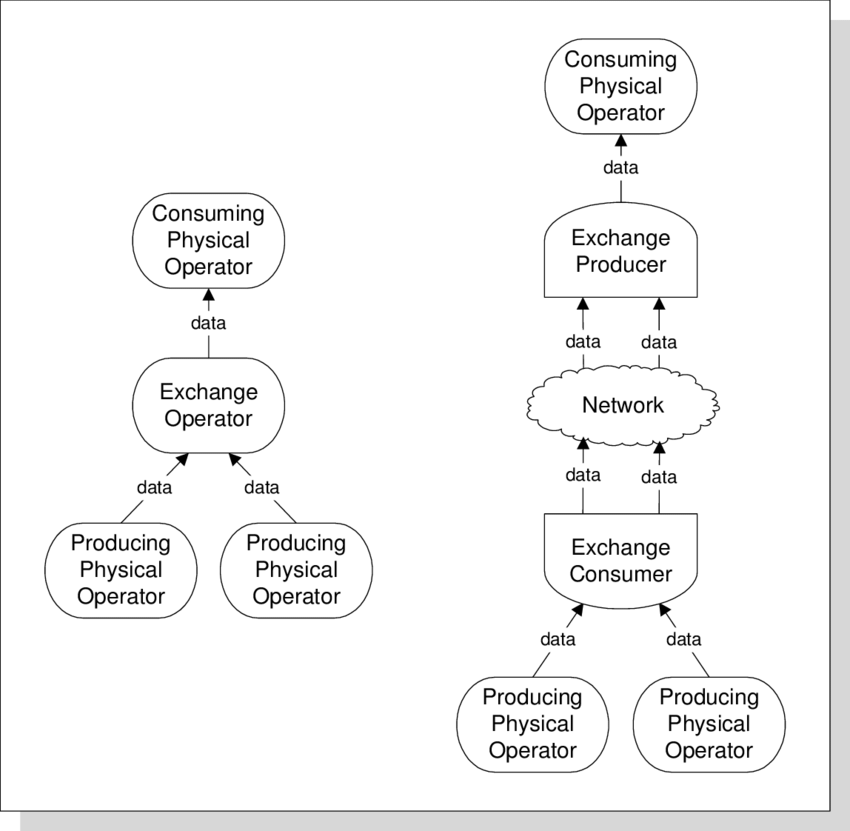 Consuming
Physical
Operator
data
Exchange
Operator
data
data
Producing
Physical
Operator
Producing
Physical
Operator
Consuming
Physical
Operator
data
Exchange
Producer
data
data
Network
data
data
Exchange
Consumer
data
data
Producing
Physical
Operator
Producing
Physical
Operator